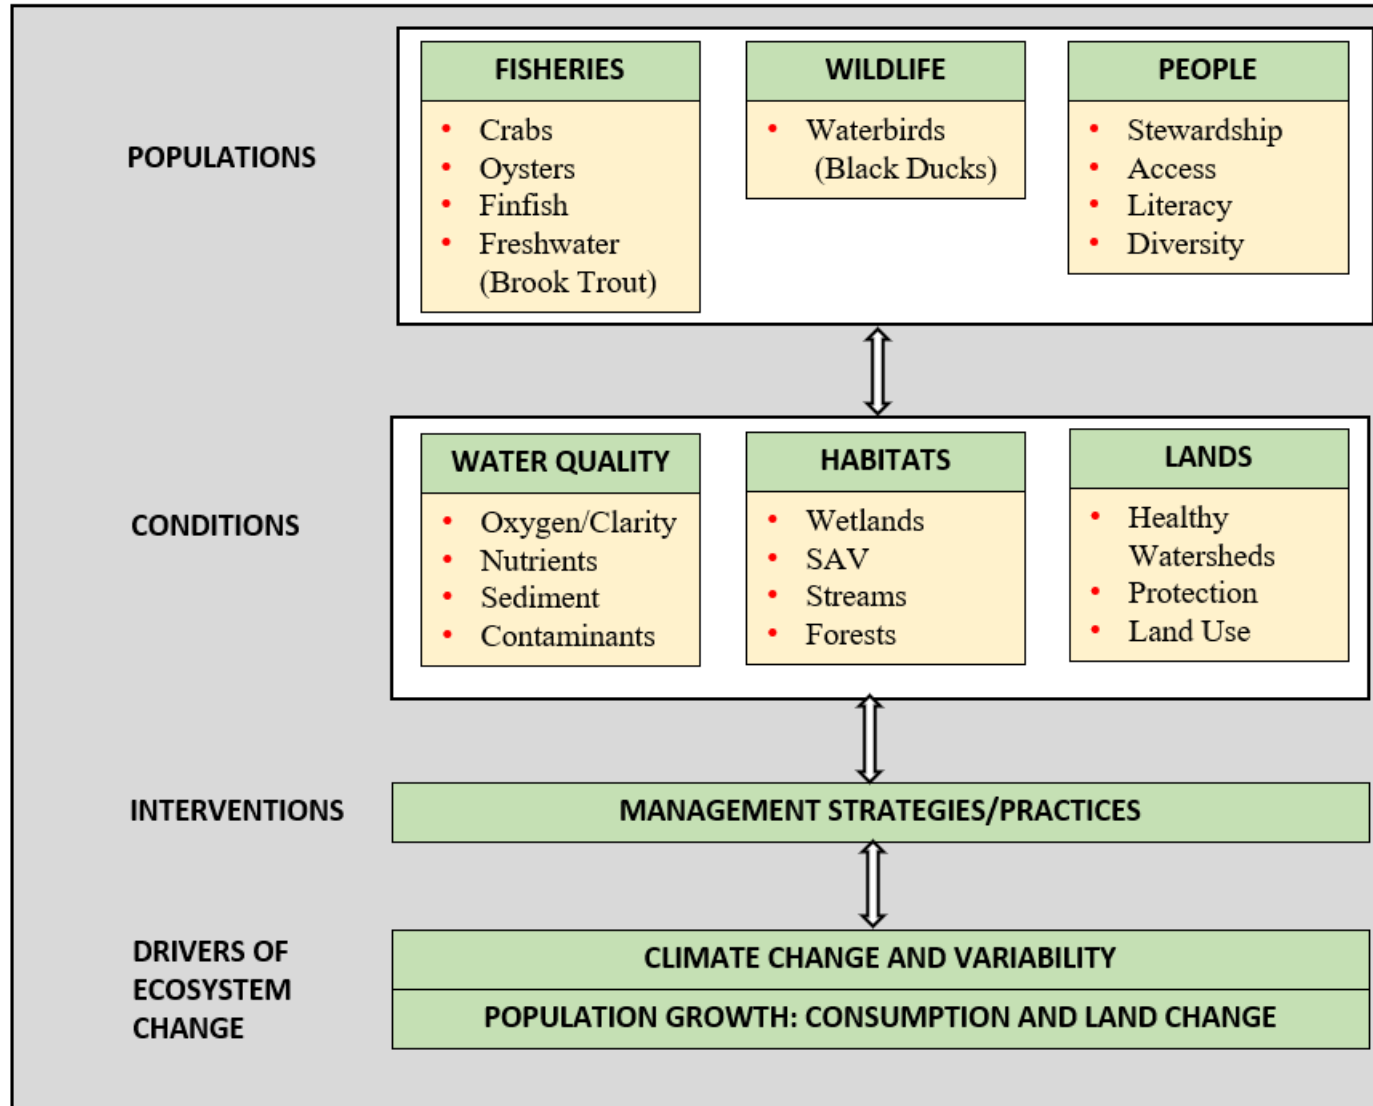 POPULATIONS
FISHERIES
• Crabs
• Oysters
• Finfish
• Freshwater
(Brook Trout)
WILDLIFE
• Waterbirds
(Black Ducks)
PEOPLE
• Stewardship
• Access
• Literacy
• Diversity
CONDITIONS
WATER QUALITY
• Oxygen/Clarity
• Nutrients
• Sediment
• Contaminants
HABITATS
• Wetlands
• SAV
• Streams
• Forests
LANDS
• Healthy
Watersheds
• Protection
• Land Use
INTERVENTIONS
MANAGEMENT STRATEGIES/PRACTICES
DRIVERS OF
ECOSYSTEM
CHANGE
CLIMATE CHANGE AND VARIABILITY
POPULATION GROWTH: CONSUMPTION AND LAND CHANGE